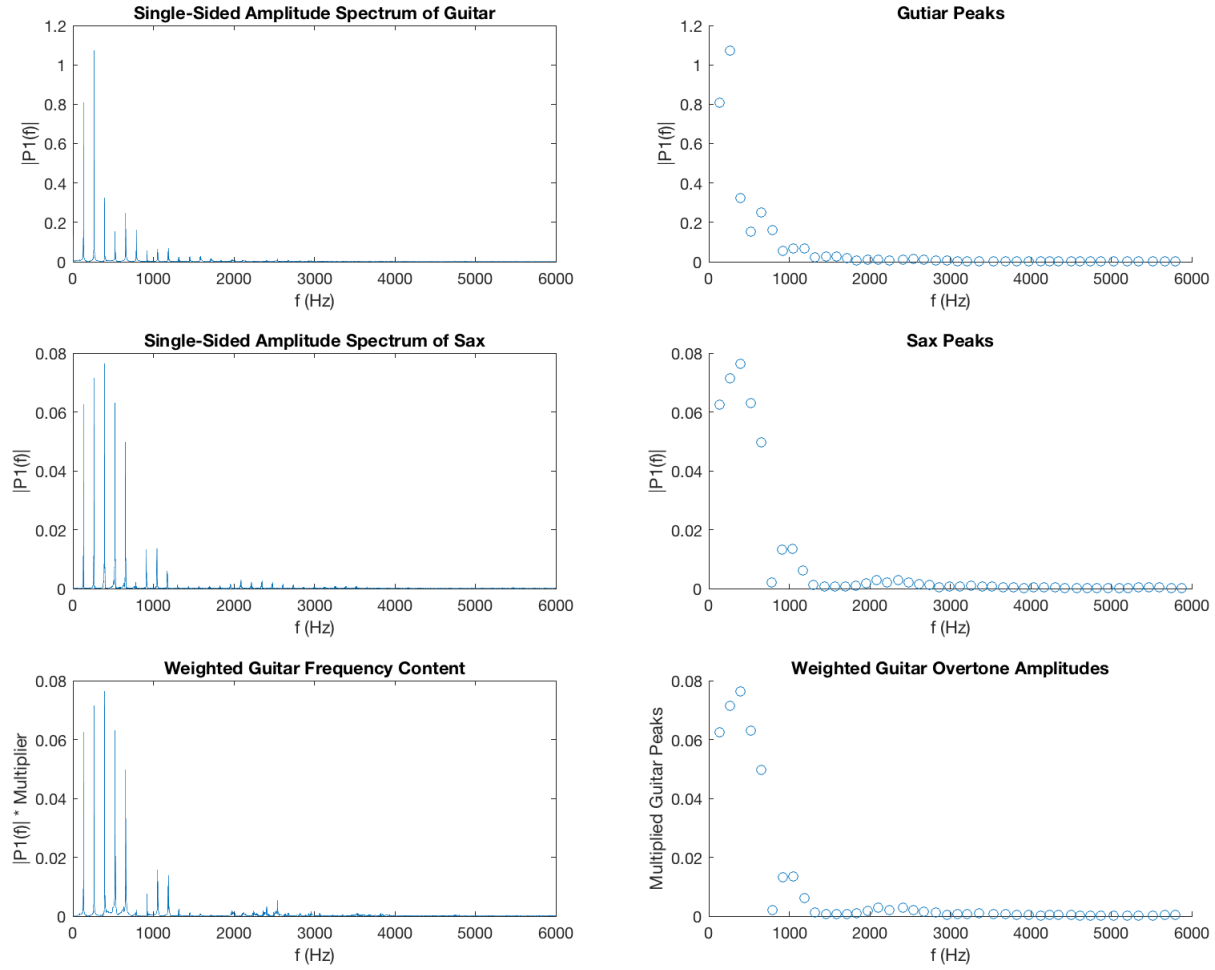 Single-Sided Amplitude Spectrum of Guitar
1.2
1
0.8
0.6
0.4
0.2
0
|P1(f)|
0 1000 2000 3000 4000 5000 6000
f (Hz)
Gutiar Peaks
1.2
1
0.8
0.6
0.4
0.2
0
|P1(f)|
0 1000 2000 3000 4000 5000 6000
f (Hz)
Single-Sided Amplitude Spectrum of Sax
0.08
0.06
0.04
0.02
0
|P1(f)|
0 1000 2000 3000 4000 5000 6000
f (Hz)
Sax Peaks
0.08
0.06
0.04
0.02
0
|P1(f)|
0 1000 2000 3000 4000 5000 6000
f (Hz)
Weighted Guitar Frequency Content
0.08
0.06
0.04
0.02
0
|P1(f)| * Multiplier
0 1000 2000 3000 4000 5000 6000
f (Hz)
Weighted Guitar Overtone Amplitudes
0.08
0.06
0.04
0.02
0
Multiplied Guitar Peaks
0 1000 2000 3000 4000 5000 6000
f (Hz)